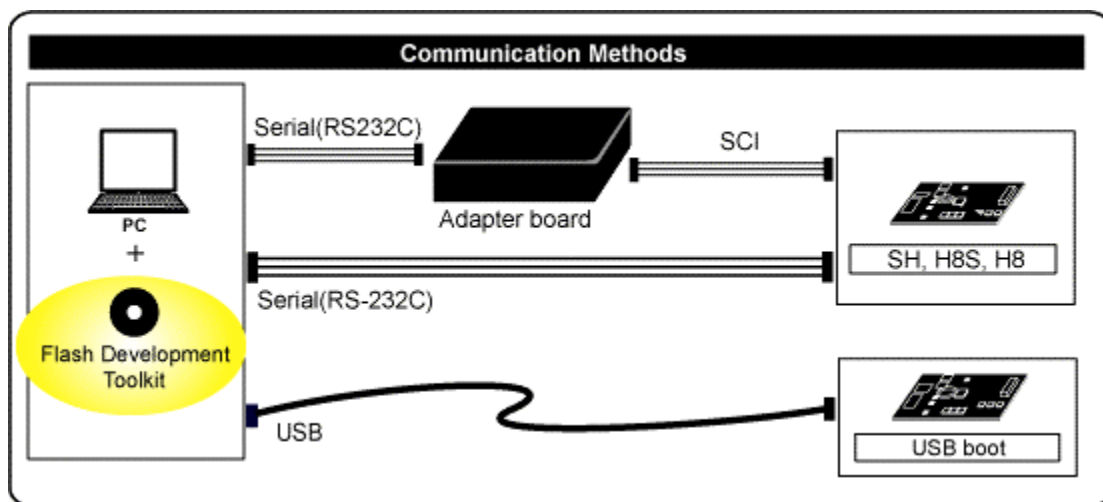 Communication Methods
Serial(RS232C)
SCI
PC
+
Adapter board
SH, H8S, H8
Serial(RS-232C)
Flash Development
Toolkit
USB
USB boot